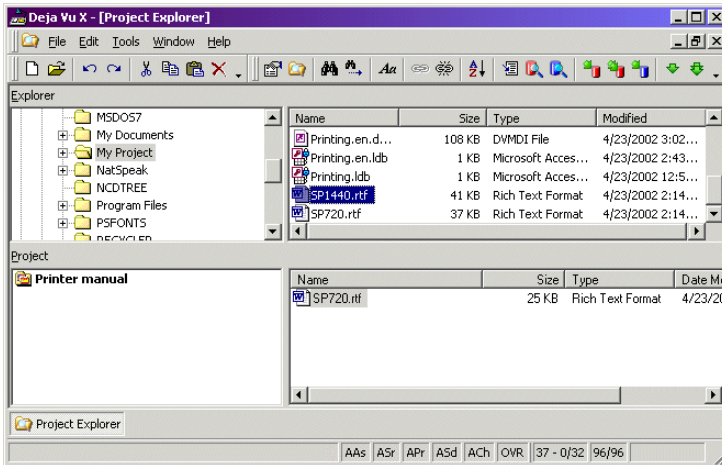 Deja Vu X - [Project Explorer]
File Edit Tools Window Help
Aa
Explorer
MSDOS7
My Documents
My Project
NatSpeak
NCDTREE
Program Files
PSFONTS
RECYCLED
Name Size Type Modified
Printing.en.d... 108 KB DVMDI File 4/23/2002 3:02...
Printing.en.ldb 1 KB Microsoft Acces... 4/23/2002 2:43...
Printing.ldb 1 KB Microsoft Acces... 4/23/2002 12:5...
SP1440.rtf 41 KB Rich Text Format 4/23/2002 2:14...
SP720.rtf 37 KB Rich Text Format 4/23/2002 2:14...
Project
Printer manual
Name Size Type Date Mo
SP720.rtf 25 KB Rich Text Format 4/23/20
Project Explorer
AAs ASr APr ASd ACh OVR 37 - 0/32 96/96